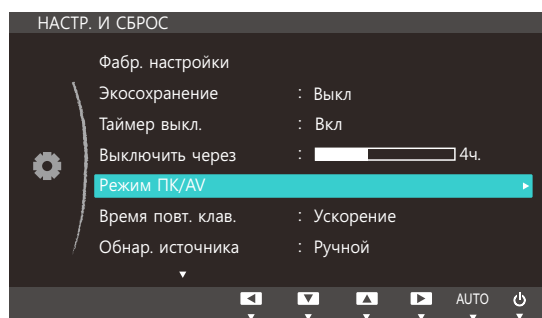 НАСТР. И СБРОС
Фабр. настройки
Экосохранение : Выкл
Таймер выкл. : Вкл
Выключить через : 4ч.
Режим ПК/AV
Время повт. клав. : Ускорение
Обнар. источника : Ручной
AUTO